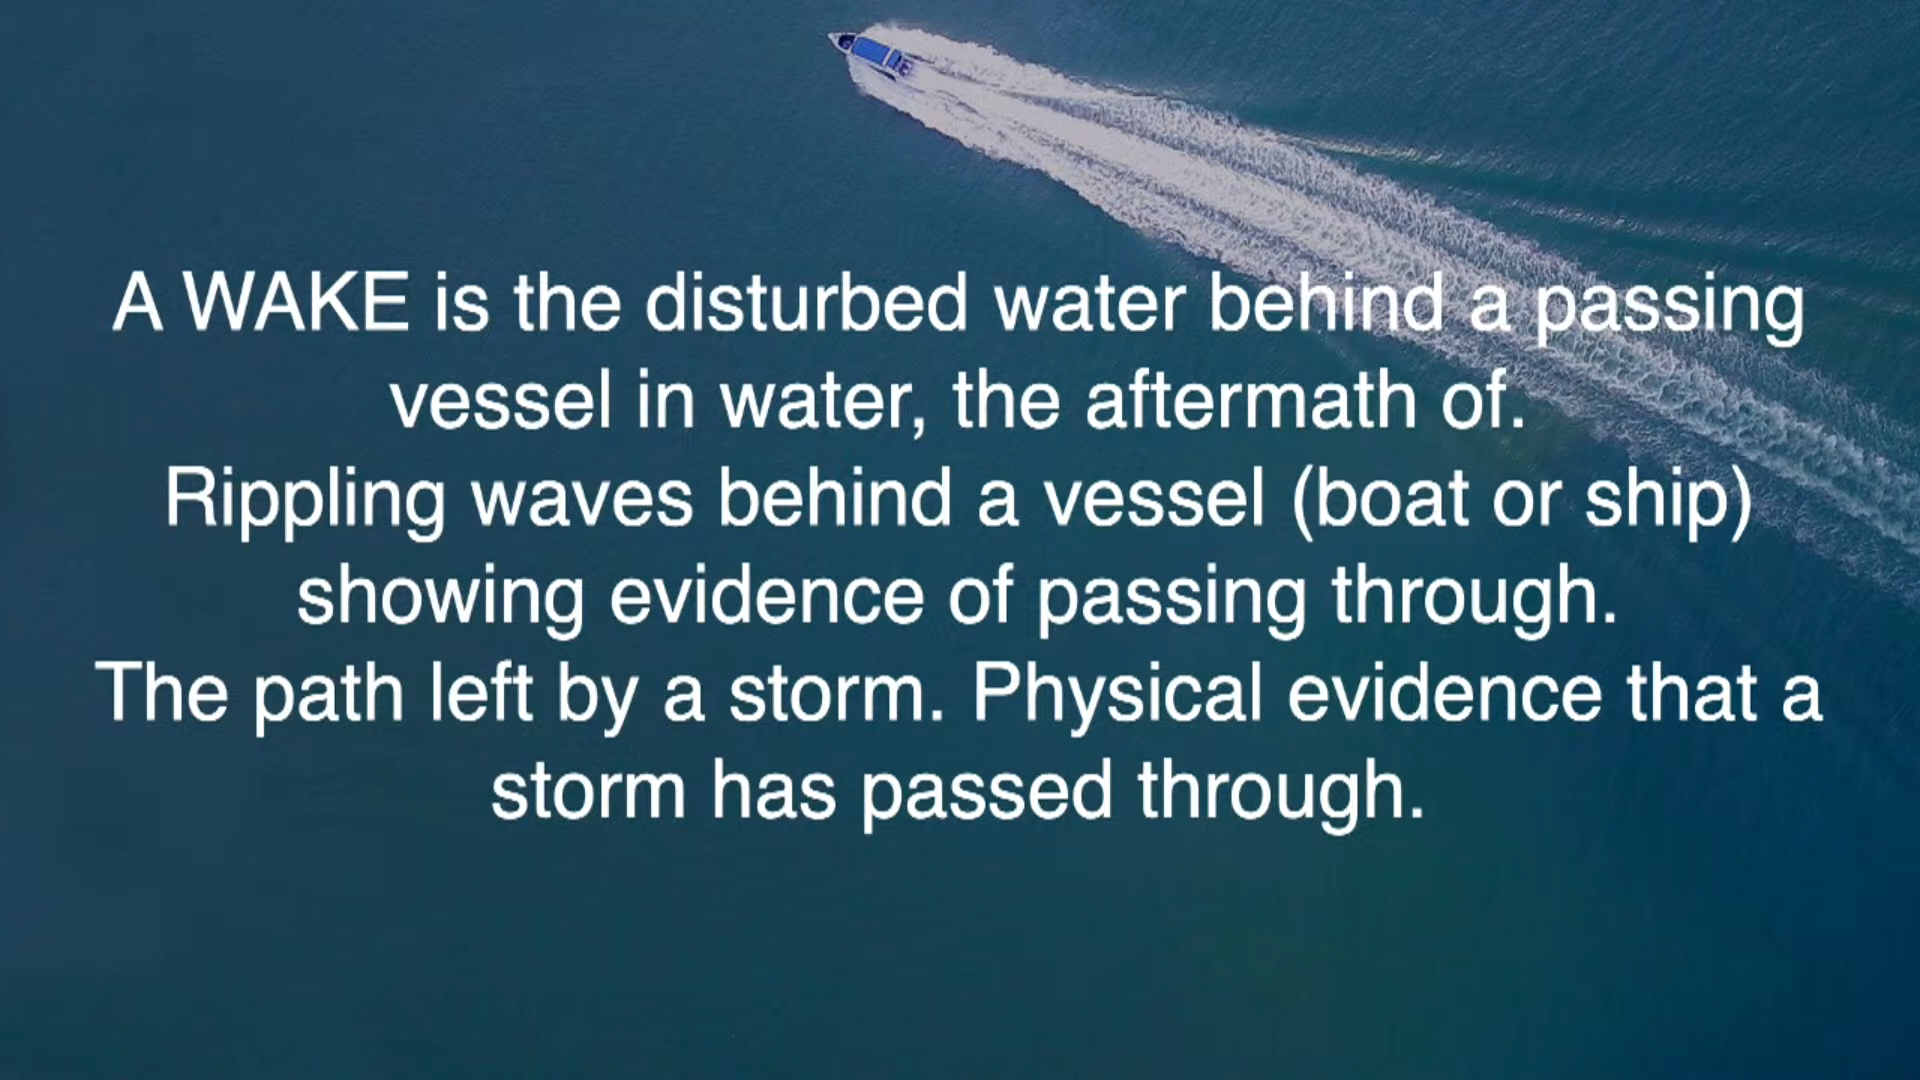 A WAKE is the disturbed water behind a passing
vessel in water, the aftermath of.
Rippling waves behind a vessel (boat or ship)
showing evidence of passing through.
The path left by a storm. Physical evidence that a
storm has passed through.